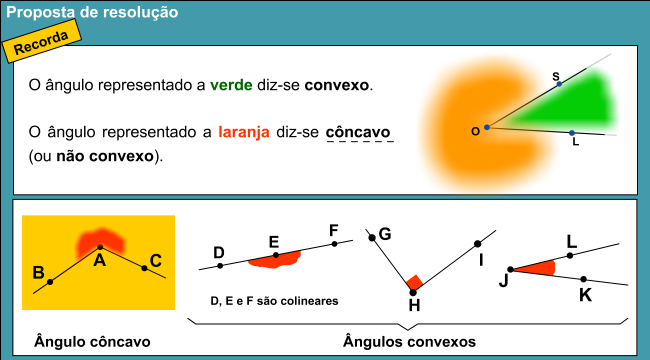 Proposta de resolução
Recorda
O ângulo representado a verde diz-se convexo.
O ângulo representado a laranja diz-se côncavo
(ou não convexo).
S
O
L
B
A
C
D
E
F
D, E e F são colineares
G
H
I
J
L
K
Ângulo côncavo
Ângulos convexos